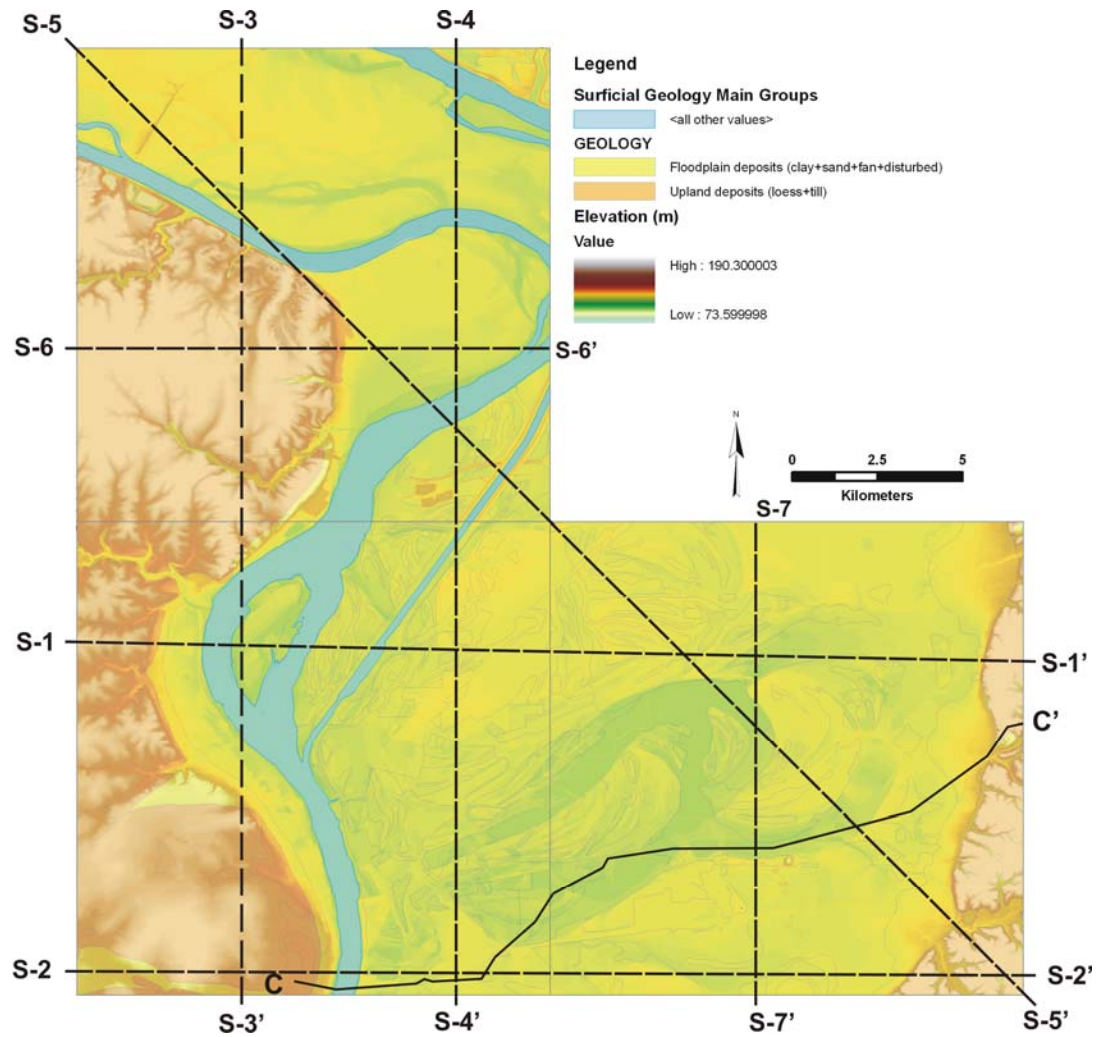 S-5
S-3
S-4
Legend
Surficial Geology Main Groups
<all other values>
GEOLOGY
Floodplain deposits (clay+sand+fan+disturbed)
Upland deposits (loess+till)
Elevation (m)
Value
High : 190.300003
Low : 73.599998
S-6
S-6’
N
0 2.5 5
Kilometers
S-7
S-1
S-1’
C’
S-2
C
S-2’
S-3’
S-4’
S-7’
S-5’